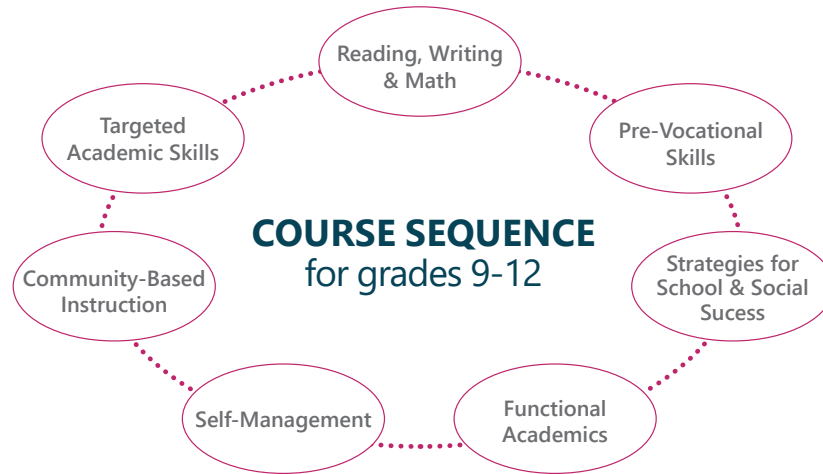 Reading, Writing
& Math
Targeted
Academic Skills
Pre-Vocational
Skills
COURSE SEQUENCE
for grades 9-12
Community-Based
Instruction
Strategies for
School & Social
Sucess
Self-Management
Functional
Academics